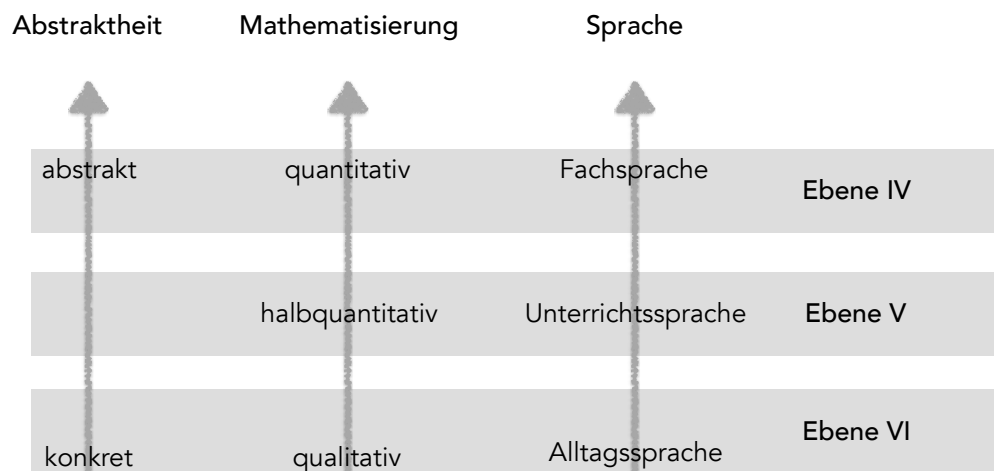 Abstraktheit Mathematisierung Sprache
abstrakt quantitativ Fachsprache Ebene IV
halbquantitativ Unterrichtssprache Ebene V
konkret qualitativ Alltagssprache Ebene VI